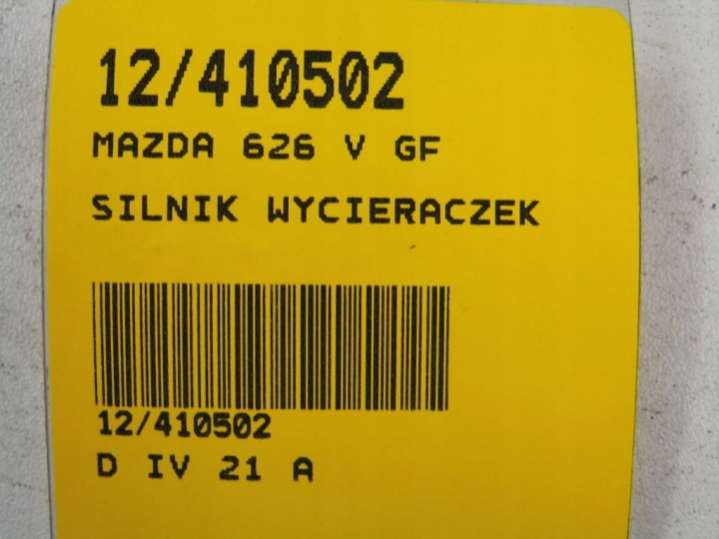 12/410502
MAZDA 626 V GF
SILNIK WYCIERACZEK
12/410502
D IV 21 A